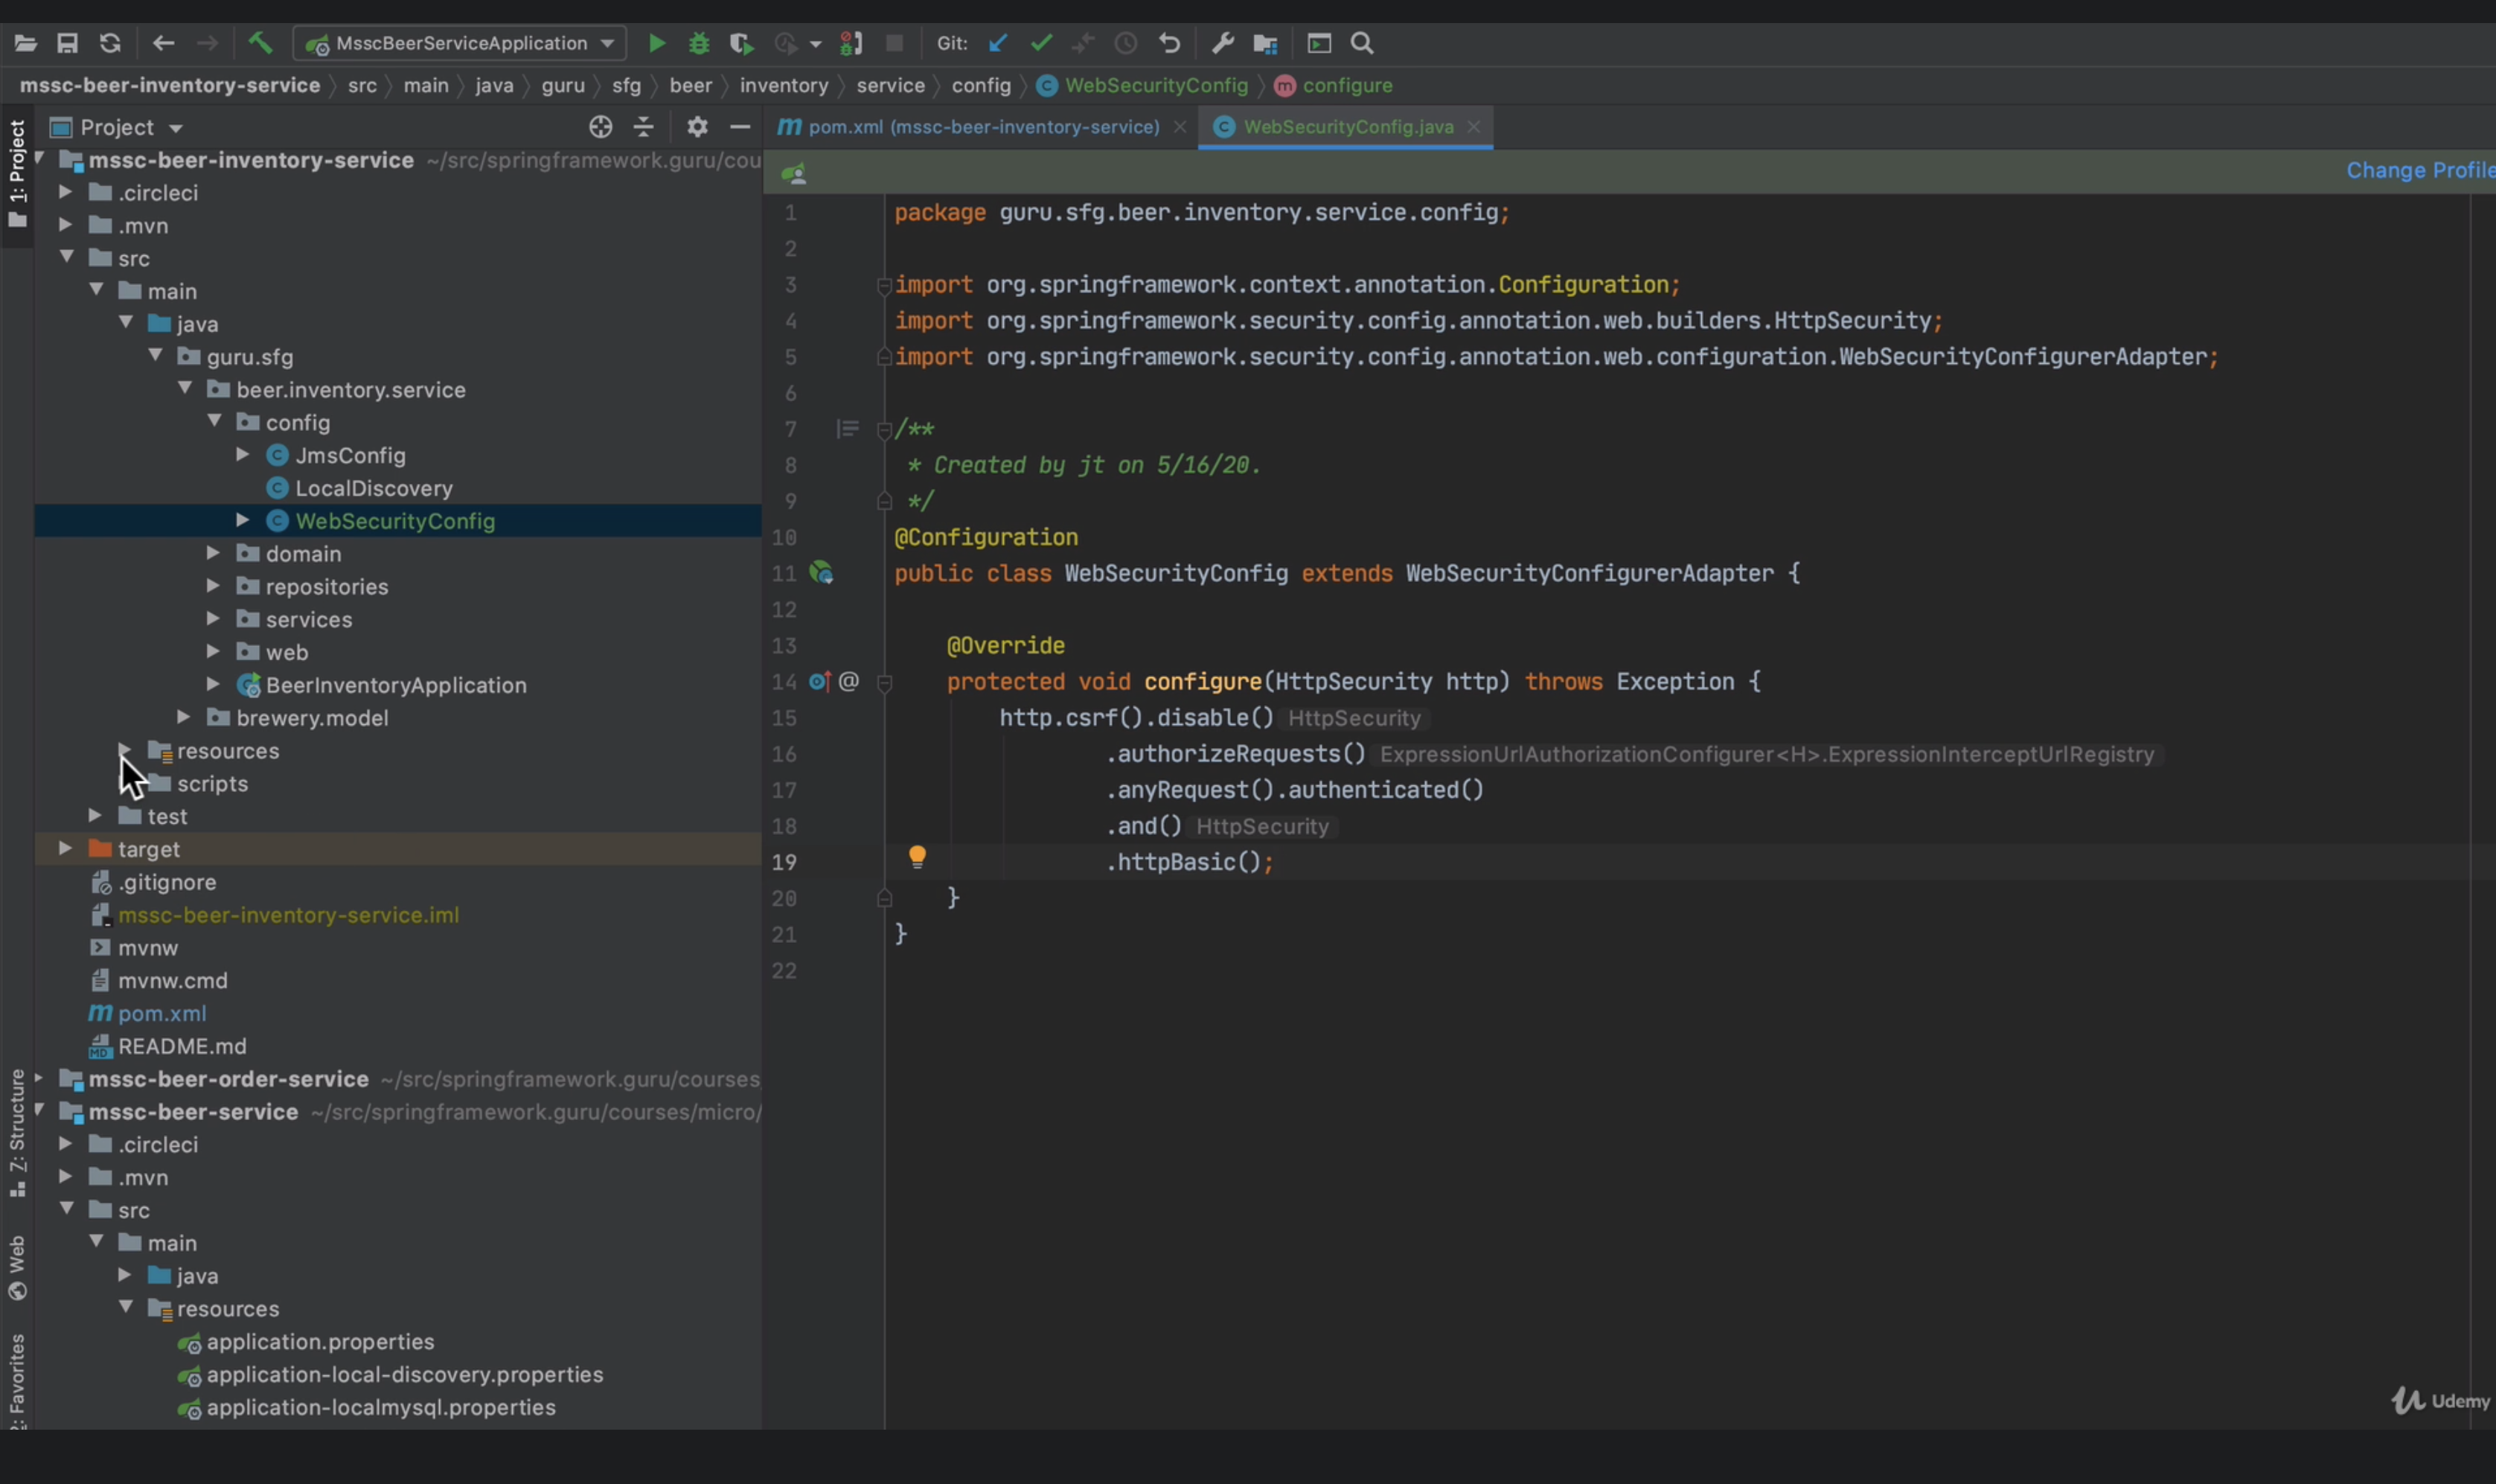 MsscBeerServiceApplication Git:
mssc-beer-inventory-service src main java guru sfg beer inventory service config WebSecurityConfig configure
1: Project
Project
mssc-beer-inventory-service ~/src/springframework.guru/cou
.circleci
.mvn
src
main
java
guru.sfg
beer.inventory.service
config
JmsConfig
LocalDiscovery
WebSecurityConfig
domain
repositories
services
web
BeerInventoryApplication
brewery.model
resources
scripts
test
target
.gitignore
mssc-beer-inventory-service.iml
mvnw
mvnw.cmd
pom.xml
README.md
mssc-beer-order-service ~/src/springframework.guru/courses
mssc-beer-service ~/src/springframework.guru/courses/micro/
.circleci
.mvn
src
main
java
resources
application.properties
application-local-discovery.properties
application-localmysql.properties
Z: Structure
Web
Favorites
pom.xml (mssc-beer-inventory-service) WebSecurityConfig.java
Change Profile
1 package guru.sfg.beer.inventory.service.config;
2
3 import org.springframework.context.annotation.Configuration;
4 import org.springframework.security.config.annotation.web.builders.HttpSecurity;
5 import org.springframework.security.config.annotation.web.configuration.WebSecurityConfigurerAdapter;
6
7 /**
8 * Created by jt on 5/16/20.
9 */
10 @Configuration
11 public class WebSecurityConfig extends WebSecurityConfigurerAdapter {
12
13 @Override
14 @ protected void configure(HttpSecurity http) throws Exception {
15 http.csrf().disable() HttpSecurity
16 .authorizeRequests() ExpressionUrlAuthorizationConfigurer<H>.ExpressionInterceptUrlRegistry
17 .anyRequest().authenticated()
18 .and() HttpSecurity
19 .httpBasic();
20 }
21 }
22
Udemy